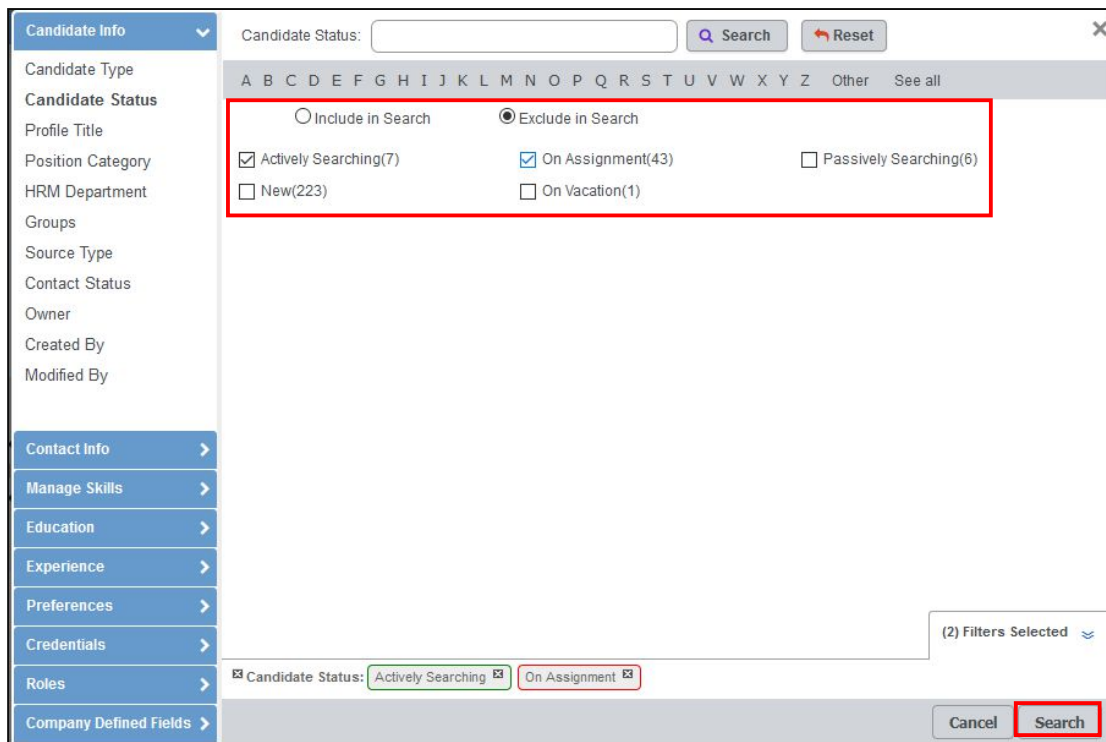 Candidate Info
Candidate Type
Candidate Status
Profile Title
Position Category
HRM Department
Groups
Source Type
Contact Status
Owner
Created By
Modified By
Contact Info
Manage Skills
Education
Experience
Preferences
Credentials
Roles
Company Defined Fields
Candidate Status: Search Reset
A B C D E F G H I J K L M N O P Q R S T U V W X Y Z Other See all
Include in Search Exclude in Search
Actively Searching(7) On Assignment(43) Passively Searching(6)
New(223) On Vacation(1)
(2) Filters Selected
Candidate Status: Actively Searching On Assignment
Cancel Search